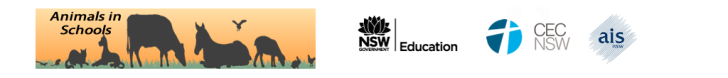 Animals in
Schools
NSW
GOVERNMENT
Education
CEC
NSW
ais
nsw